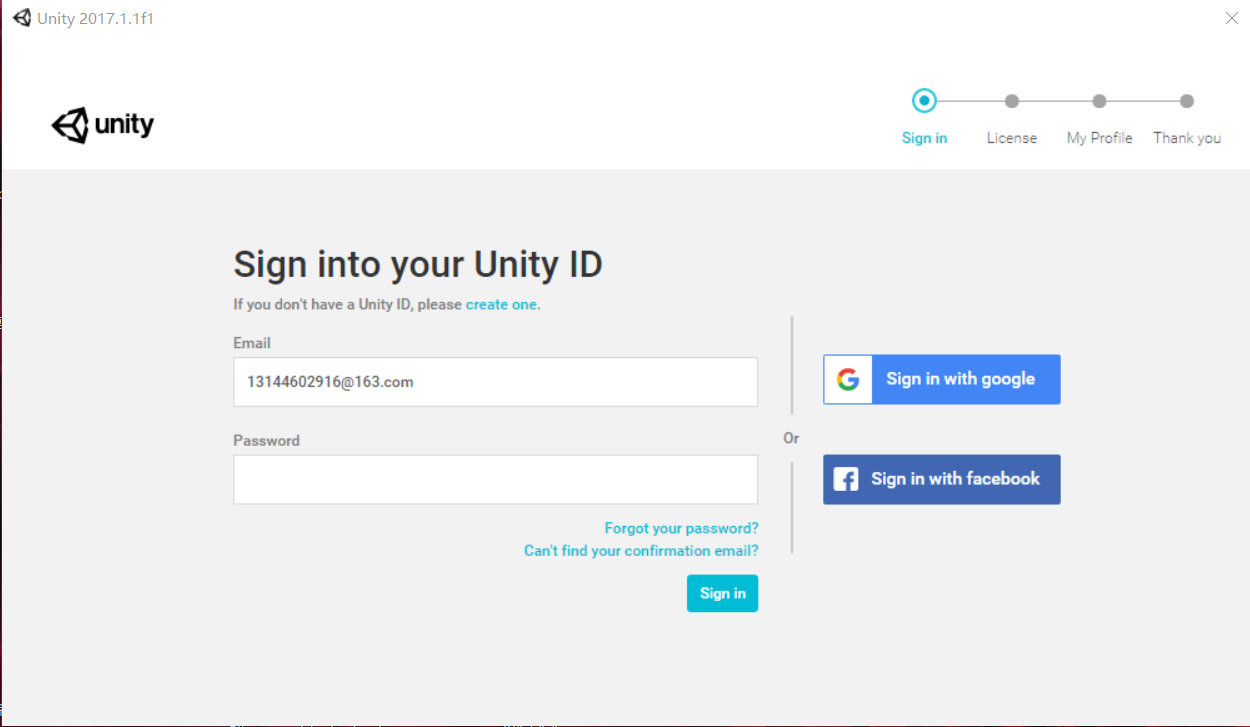 Unity 2017.1.1f1
unity
Sign in
License
My Profile
Thank you
Sign into your Unity ID
If you don't have a Unity ID, please create one.
Email
13144602916@163.com
Password
Forgot your password?
Can't find your confirmation email?
Sign in
Or
Sign in with google
Sign in with facebook